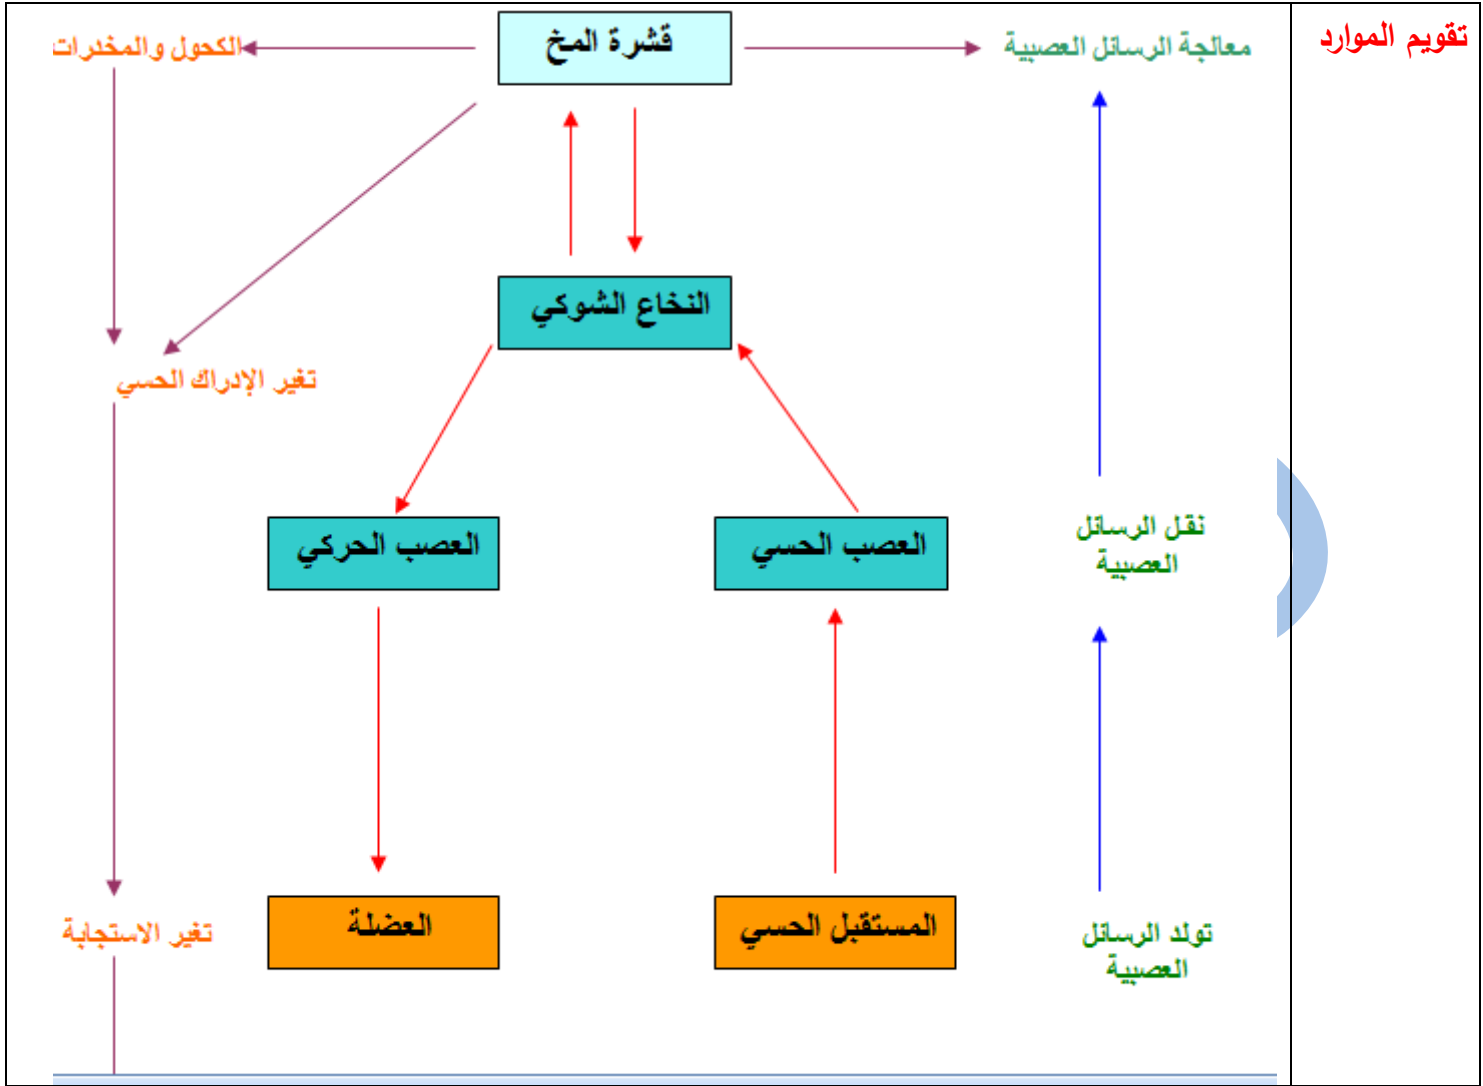 تقويم الموارد
معالجة الرسائل العصبية
قشرة المخ
الكحول والمخدرات
النخاع الشوكي
تغير الإدراك الحسي
نقل الرسائل
العصبية
العصب الحسي
العصب الحركي
تولد الرسائل
العصبية
المستقبل الحسي
العضلة
تغير الاستجابة